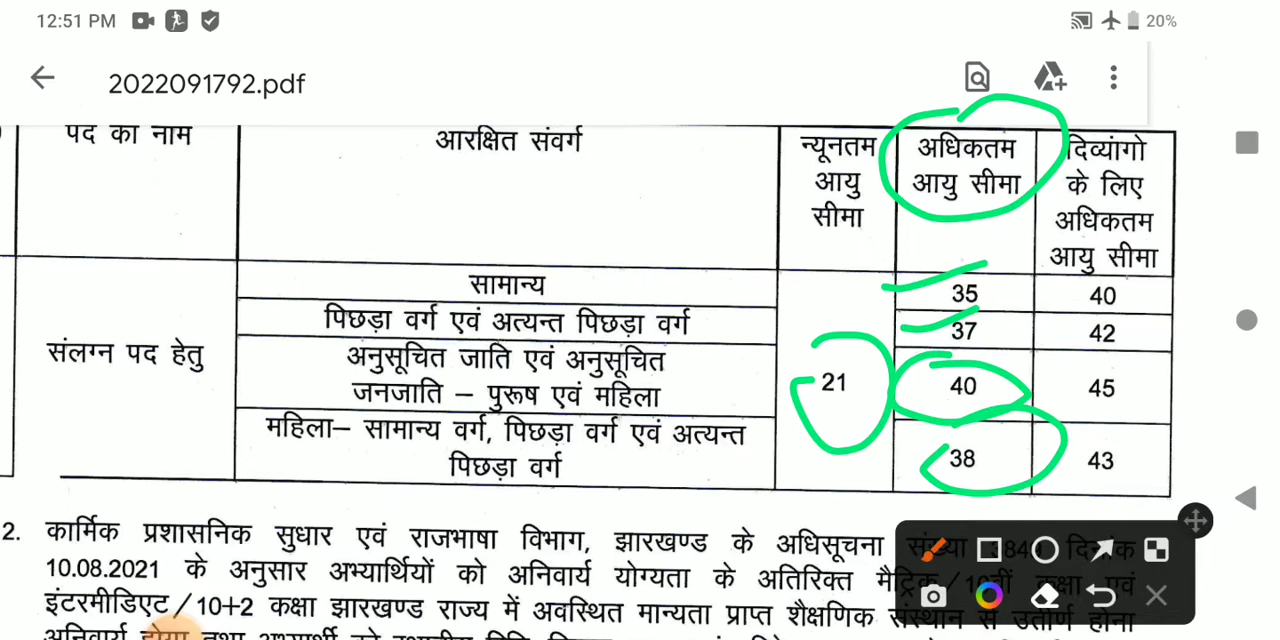 12:51 PM
20%
2022091792.pdf
पद का नाम
आरक्षित संवर्ग
न्यूनतम
आयु
सीमा
अधिकतम
आयु सीमा
दिव्यांगो
के लिए
अधिकतम
आयु सीमा
संलग्न पद हेतु
सामान्य
35
40
पिछड़ा वर्ग एवं अत्यन्त पिछड़ा वर्ग
37
42
अनुसूचित जाति एवं अनुसूचित
जनजाति – पुरूष एवं महिला
21
40
45
महिला– सामान्य वर्ग, पिछड़ा वर्ग एवं अत्यन्त
पिछड़ा वर्ग
38
43
2. कार्मिक प्रशासनिक सुधार एवं राजभाषा विभाग, झारखण्ड के अधिसूचना
10.08.2021 के अनुसार अभ्यार्थियों को अनिवार्य योग्यता के अतिरिक्त मैट्रिक/10वीं कक्षा एवं
इंटरमीडिएट/10+2 कक्षा झारखण्ड राज्य में अवस्थित मान्यता प्राप्त शैक्षणिक संस्थान से उतीर्ण होना